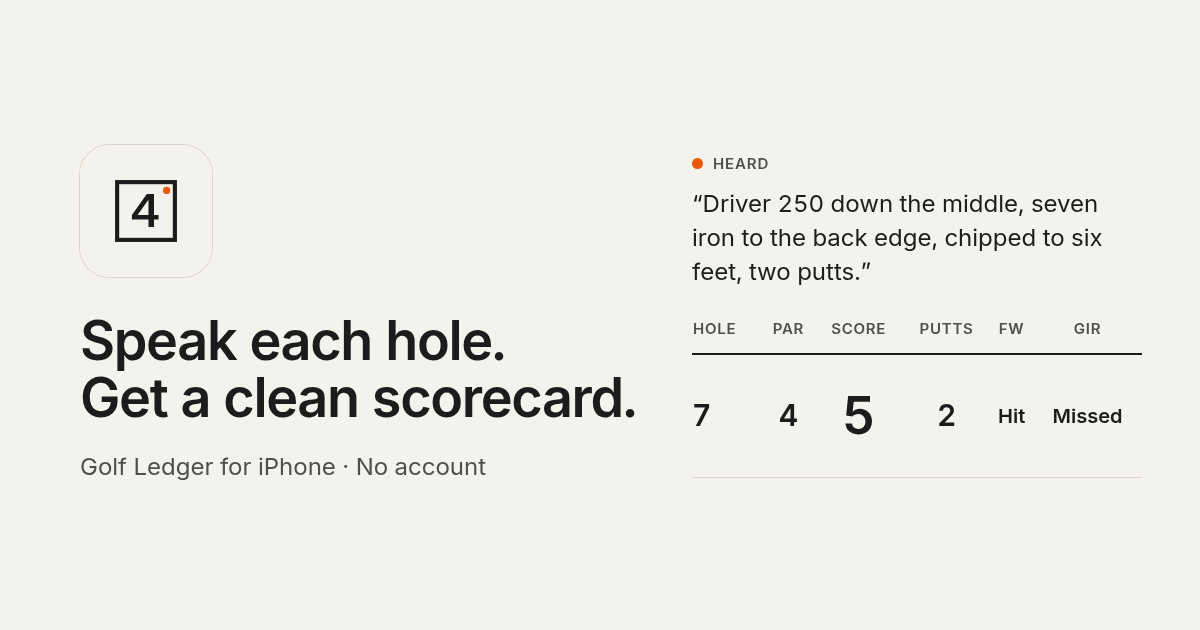 4
Speak each hole.
Get a clean scorecard.
Golf Ledger for iPhone · No account
HEARD
“Driver 250 down the middle, seven
iron to the back edge, chipped to six
feet, two putts.”
HOLE PAR SCORE PUTTS FW GIR
7 4 5 2 Hit Missed